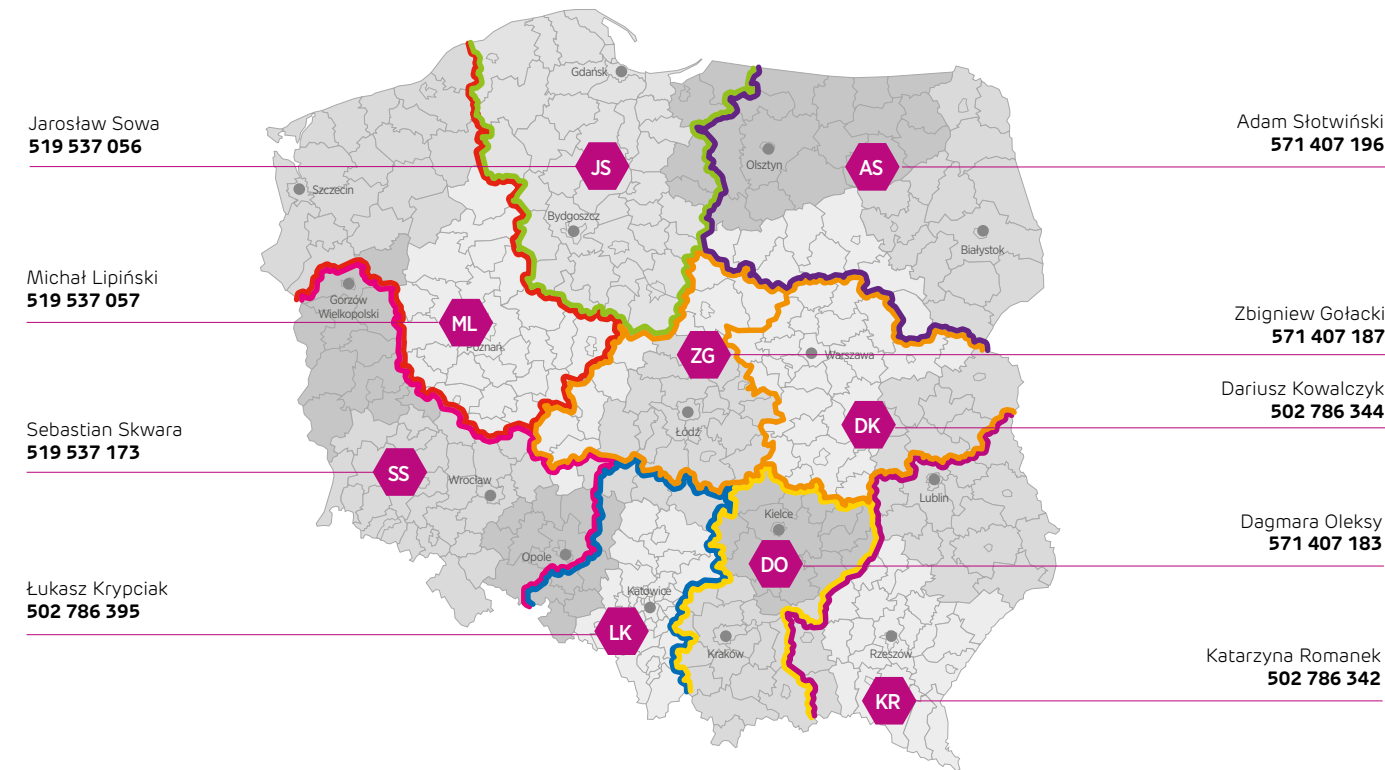 Jarosław Sowa
519 537 056
Michał Lipiński
519 537 057
Sebastian Skwara
519 537 173
Łukasz Krypciak
502 786 395
Gdańsk
JS
Olsztyn
AS
Szczecin
Bydgoszcz
Białystok
Gorzów
Wielkopolski
ML
Poznań
ZG
Warszawa
Łódź
DK
SS
Wrocław
Lublin
Kielce
Opole
DO
Katowice
LK
Kraków
Rzeszów
KR
Adam Słotwiński
571 407 196
Zbigniew Gołacki
571 407 187
Dariusz Kowalczyk
502 786 344
Dagmara Oleksy
571 407 183
Katarzyna Romanek
502 786 342